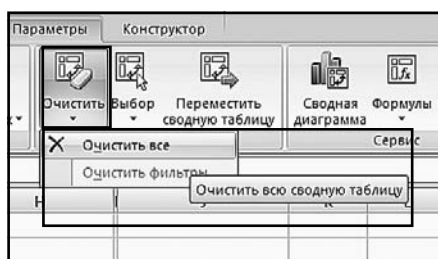 Параметры Конструктор
Очистить Выбор Переместить сводную таблицу Сводная диаграмма Формулы
Сервис
Очистить все
Очистить фильтры
Очистить всю сводную таблицу
H